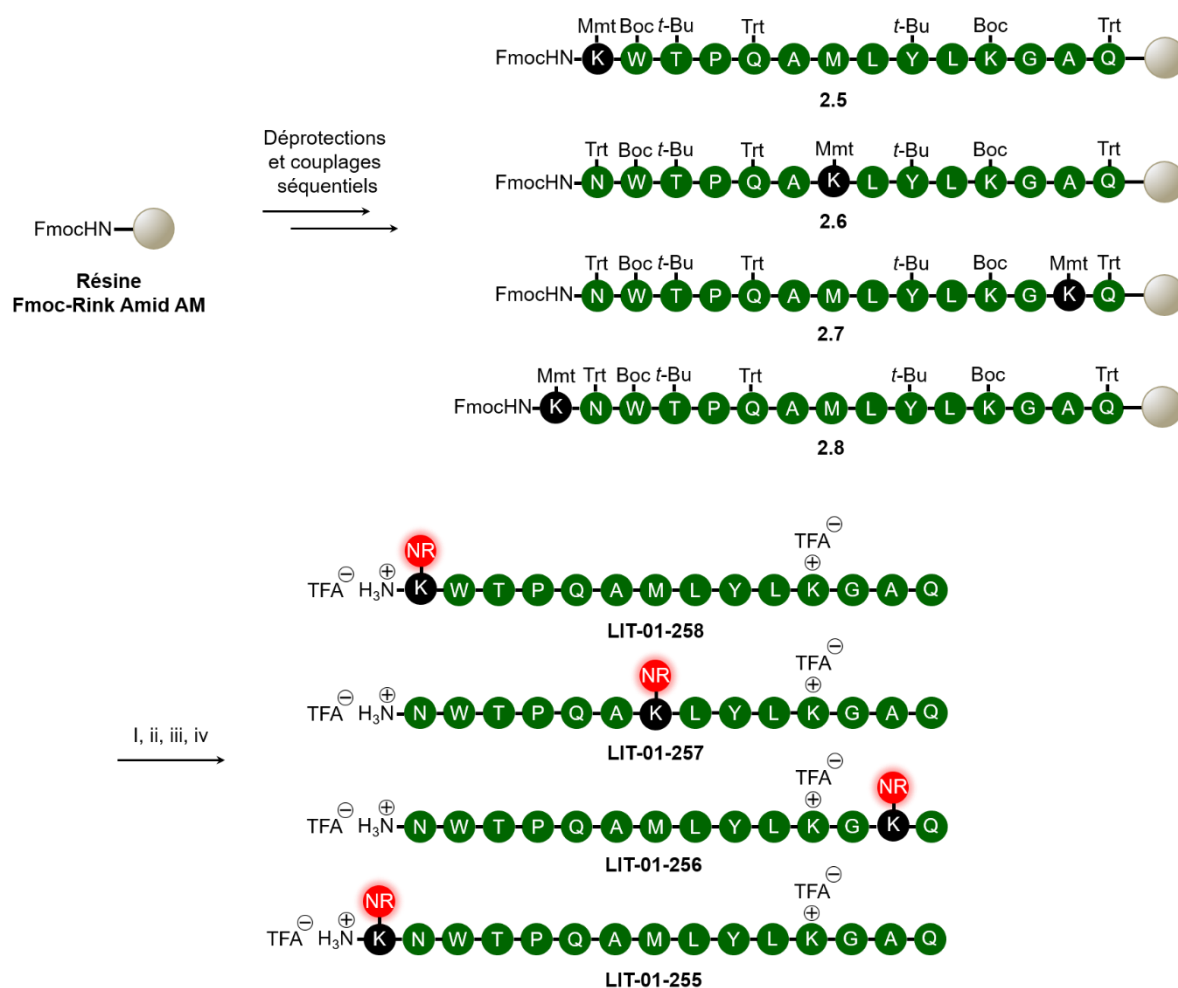 Mmt Boc t-Bu Trt t-Bu Boc Trt
FmocHN K W T P Q A M L Y L K G A Q
2.5
Déprotections
et couplages
séquentiels
Trt Boc t-Bu Trt Mmt t-Bu Boc Trt
FmocHN N W T P Q A K L Y L K G A Q
2.6
FmocHN
Résine
Fmoc-Rink Amid AM
Trt Boc t-Bu Trt t-Bu Boc Mmt Trt
FmocHN N W T P Q A M L Y L K G K Q
2.7
Mmt Trt Boc t-Bu Trt t-Bu Boc Trt
FmocHN K N W T P Q A M L Y L K G A Q
2.8
NR TFA⊖
⊕
TFA⊖ H₃N⊕ K W T P Q A M L Y L K G A Q
LIT-01-258
NR TFA⊖
⊕
TFA⊖ H₃N⊕ N W T P Q A K L Y L K G A Q
LIT-01-257
I, ii, iii, iv
TFA⊖ NR
⊕
TFA⊖ H₃N⊕ N W T P Q A M L Y L K G K Q
LIT-01-256
NR TFA⊖
⊕
TFA⊖ H₃N⊕ K N W T P Q A M L Y L K G A Q
LIT-01-255